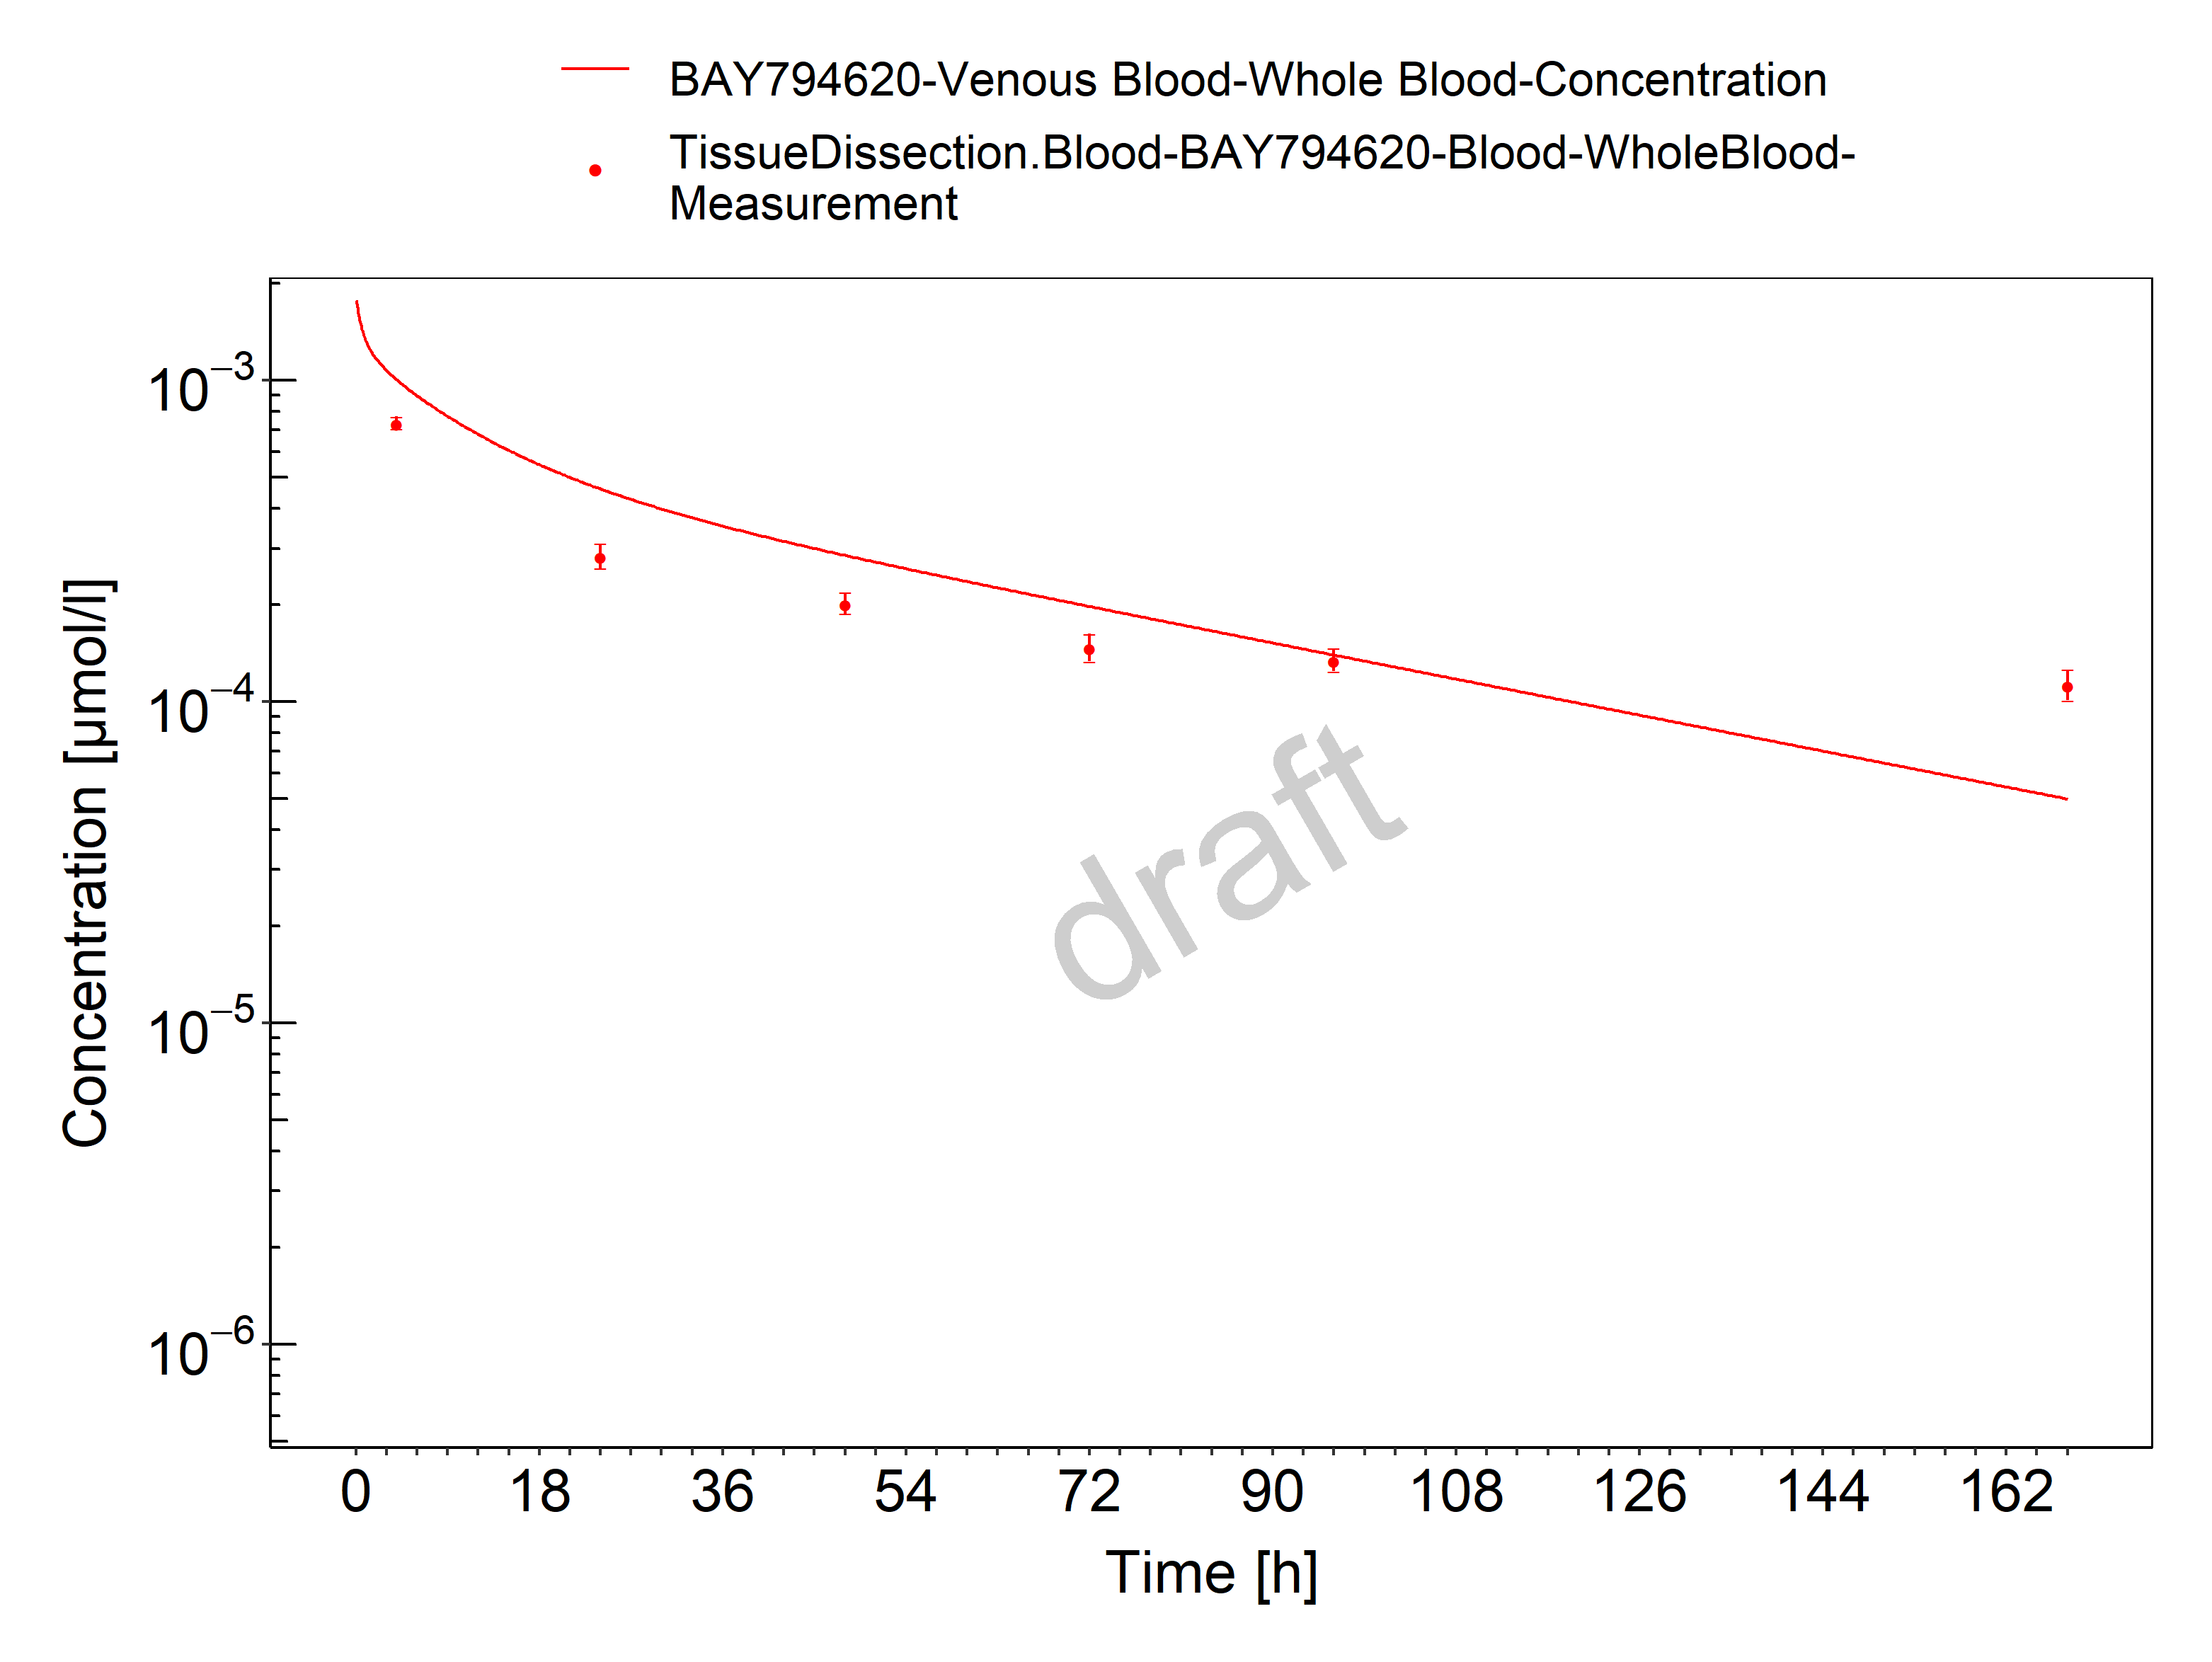 BAY794620-Venous Blood-Whole Blood-Concentration
TissueDissection.Blood-BAY794620-Blood-WholeBlood-
Measurement
10⁻³
10⁻⁴
10⁻⁵
10⁻⁶
Concentration [µmol/l]
draft
0 18 36 54 72 90 108 126 144 162
Time [h]